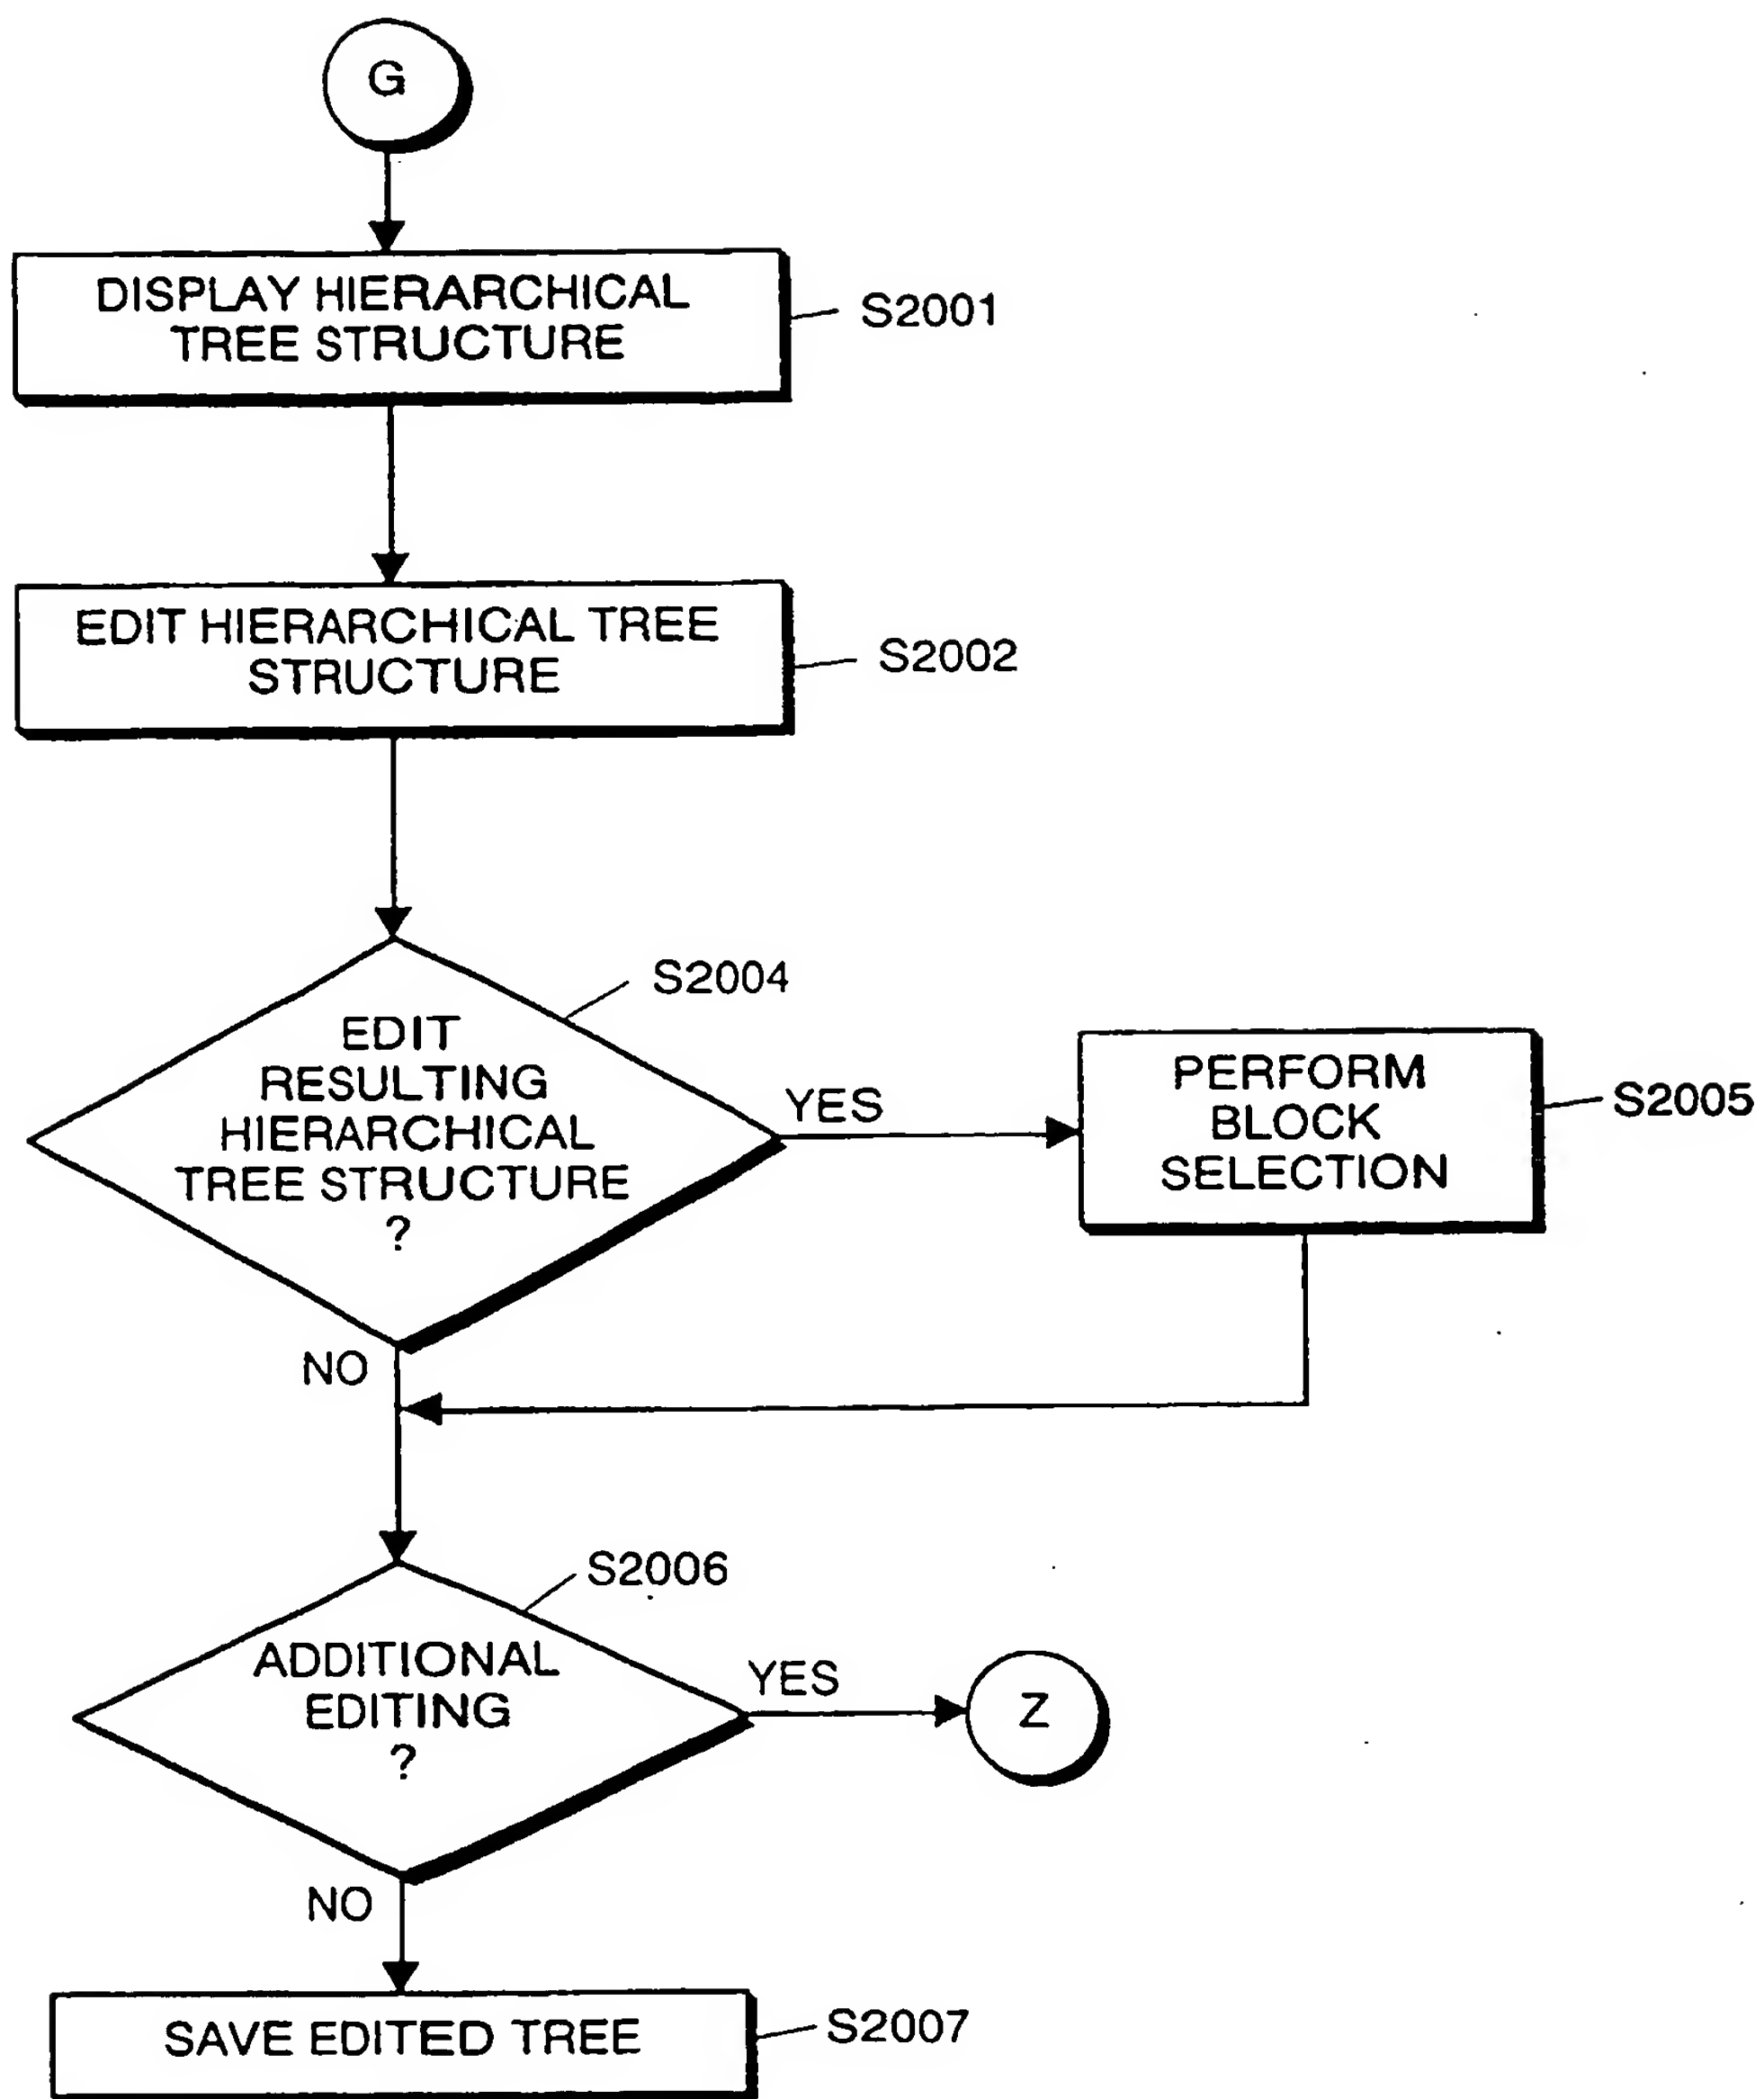 G
DISPLAY HIERARCHICAL
TREE STRUCTURE
S2001
EDIT HIERARCHICAL TREE
STRUCTURE
S2002
S2004
EDIT
RESULTING
HIERARCHICAL
TREE STRUCTURE
?
YES
PERFORM
BLOCK
SELECTION
S2005
NO
S2006
ADDITIONAL
EDITING
?
YES
Z
NO
SAVE EDITED TREE
S2007